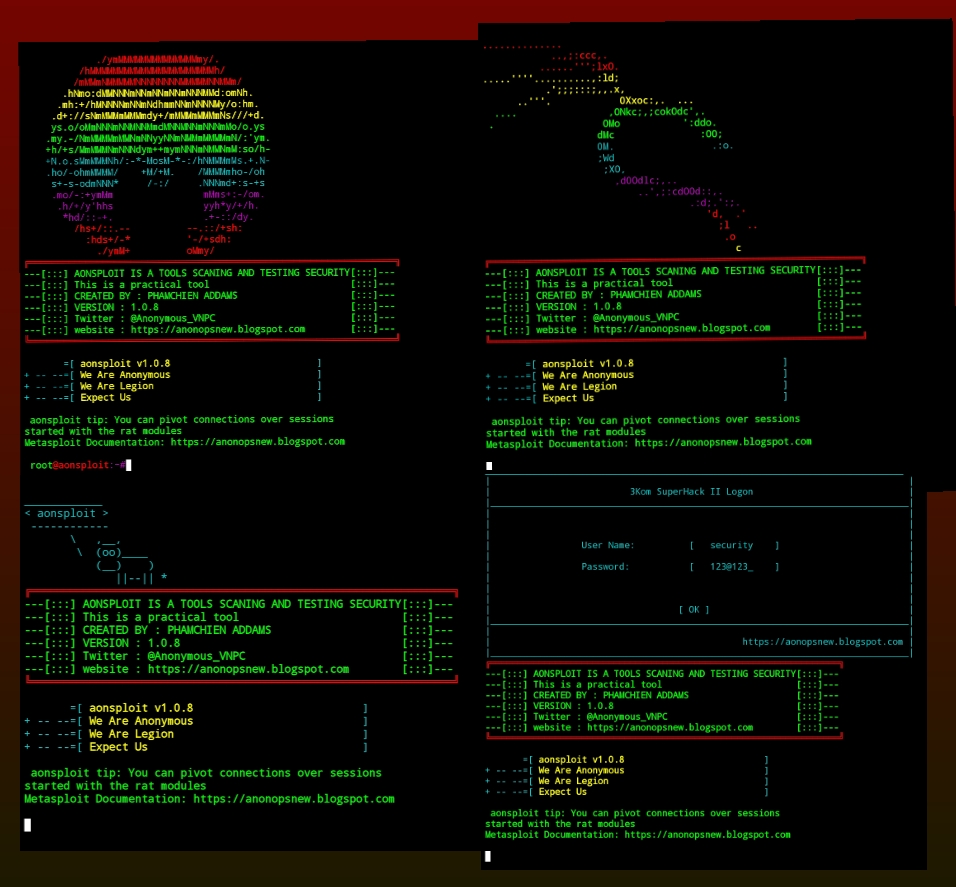 ---[:::] AONSPLOIT IS A TOOLS SCANING AND TESTING SECURITY[:::]---
---[:::] This is a practical tool [:::]---
---[:::] CREATED BY : PHAMCHIEN ADDAMS [:::]---
---[:::] VERSION : 1.0.8 [:::]---
---[:::] Twitter : @Anonymous_VNPC [:::]---
---[:::] website : https://anonopsnew.blogspot.com [:::]---
=[ aonsploit v1.0.8 ]
+ -- --=[ We Are Anonymous ]
+ -- --=[ We Are Legion ]
+ -- --=[ Expect Us ]
aonsploit tip: You can pivot connections over sessions
started with the rat modules
Metasploit Documentation: https://anonopsnew.blogspot.com
root@aonsploit:~#
---[:::] AONSPLOIT IS A TOOLS SCANING AND TESTING SECURITY[:::]---
---[:::] This is a practical tool [:::]---
---[:::] CREATED BY : PHAMCHIEN ADDAMS [:::]---
---[:::] VERSION : 1.0.8 [:::]---
---[:::] Twitter : @Anonymous_VNPC [:::]---
---[:::] website : https://anonopsnew.blogspot.com [:::]---
=[ aonsploit v1.0.8 ]
+ -- --=[ We Are Anonymous ]
+ -- --=[ We Are Legion ]
+ -- --=[ Expect Us ]
aonsploit tip: You can pivot connections over sessions
started with the rat modules
Metasploit Documentation: https://anonopsnew.blogspot.com
< aonsploit >
---[:::] AONSPLOIT IS A TOOLS SCANING AND TESTING SECURITY[:::]---
---[:::] This is a practical tool [:::]---
---[:::] CREATED BY : PHAMCHIEN ADDAMS [:::]---
---[:::] VERSION : 1.0.8 [:::]---
---[:::] Twitter : @Anonymous_VNPC [:::]---
---[:::] website : https://anonopsnew.blogspot.com [:::]---
=[ aonsploit v1.0.8 ]
+ -- --=[ We Are Anonymous ]
+ -- --=[ We Are Legion ]
+ -- --=[ Expect Us ]
aonsploit tip: You can pivot connections over sessions
started with the rat modules
Metasploit Documentation: https://anonopsnew.blogspot.com
3Kom SuperHack II Logon
User Name: [ security ]
Password: [ 123@123_ ]
[ OK ]
https://aonopsnew.blogspot.com
---[:::] AONSPLOIT IS A TOOLS SCANING AND TESTING SECURITY[:::]---
---[:::] This is a practical tool [:::]---
---[:::] CREATED BY : PHAMCHIEN ADDAMS [:::]---
---[:::] VERSION : 1.0.8 [:::]---
---[:::] Twitter : @Anonymous_VNPC [:::]---
---[:::] website : https://anonopsnew.blogspot.com [:::]---
=[ aonsploit v1.0.8 ]
+ -- --=[ We Are Anonymous ]
+ -- --=[ We Are Legion ]
+ -- --=[ Expect Us ]
aonsploit tip: You can pivot connections over sessions
started with the rat modules
Metasploit Documentation: https://anonopsnew.blogspot.com